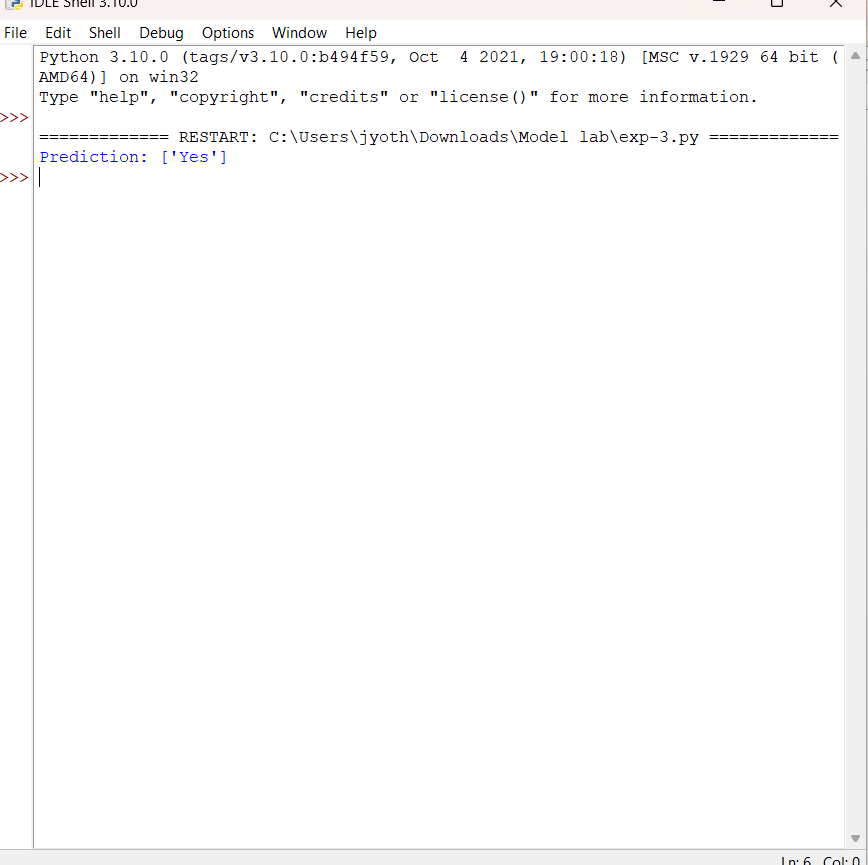 IDLE Shell 3.10.0
File Edit Shell Debug Options Window Help
Python 3.10.0 (tags/v3.10.0:b494f59, Oct  4 2021, 19:00:18) [MSC v.1929 64 bit (
AMD64)] on win32
Type "help", "copyright", "credits" or "license()" for more information.
>>>
============= RESTART: C:\Users\jyoth\Downloads\Model lab\exp-3.py =============
Prediction: ['Yes']
>>>
Ln: 6 Col: 0